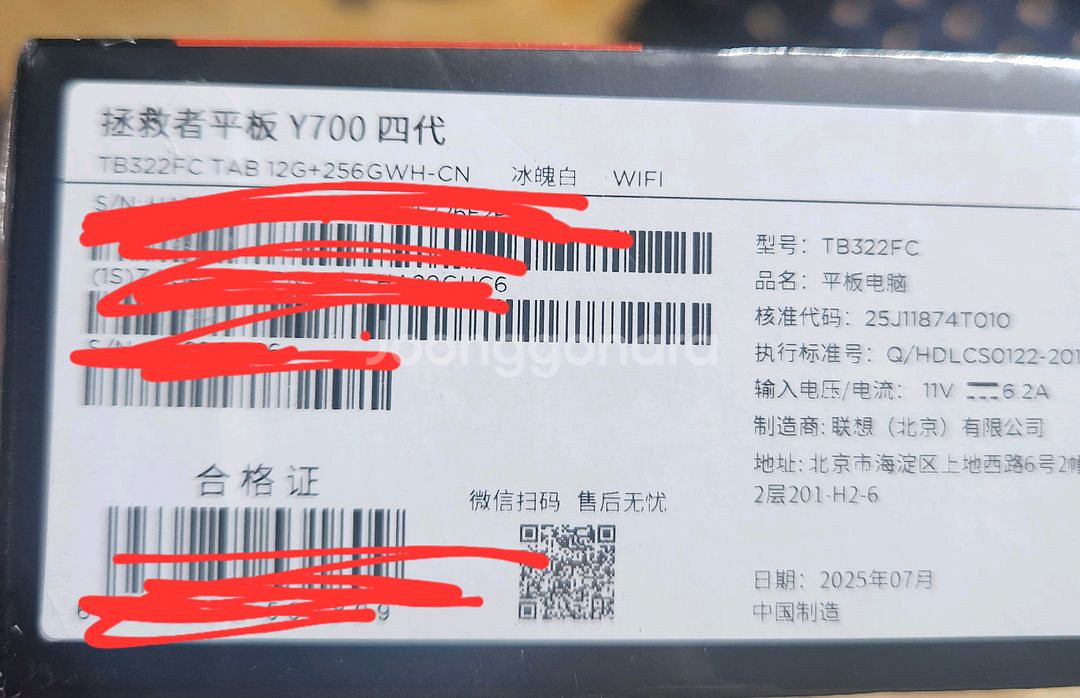 拯救者平板 Y700 四代
TB322FC TAB 12G+256GWH-CN 冰魄白 WIFI
S/N:
(1S)7
S/N:
合格证
微信扫码 售后无忧
型号: TB322FC
品名: 平板电脑
核准代码: 25J11874T010
执行标准号: Q/HDLCS0122-201
输入电压/电流: 11V 6.2A
制造商: 联想（北京）有限公司
地址: 北京市海淀区上地西路6号2幢
2层201-H2-6
日期: 2025年07月
中国制造
Joonggonara